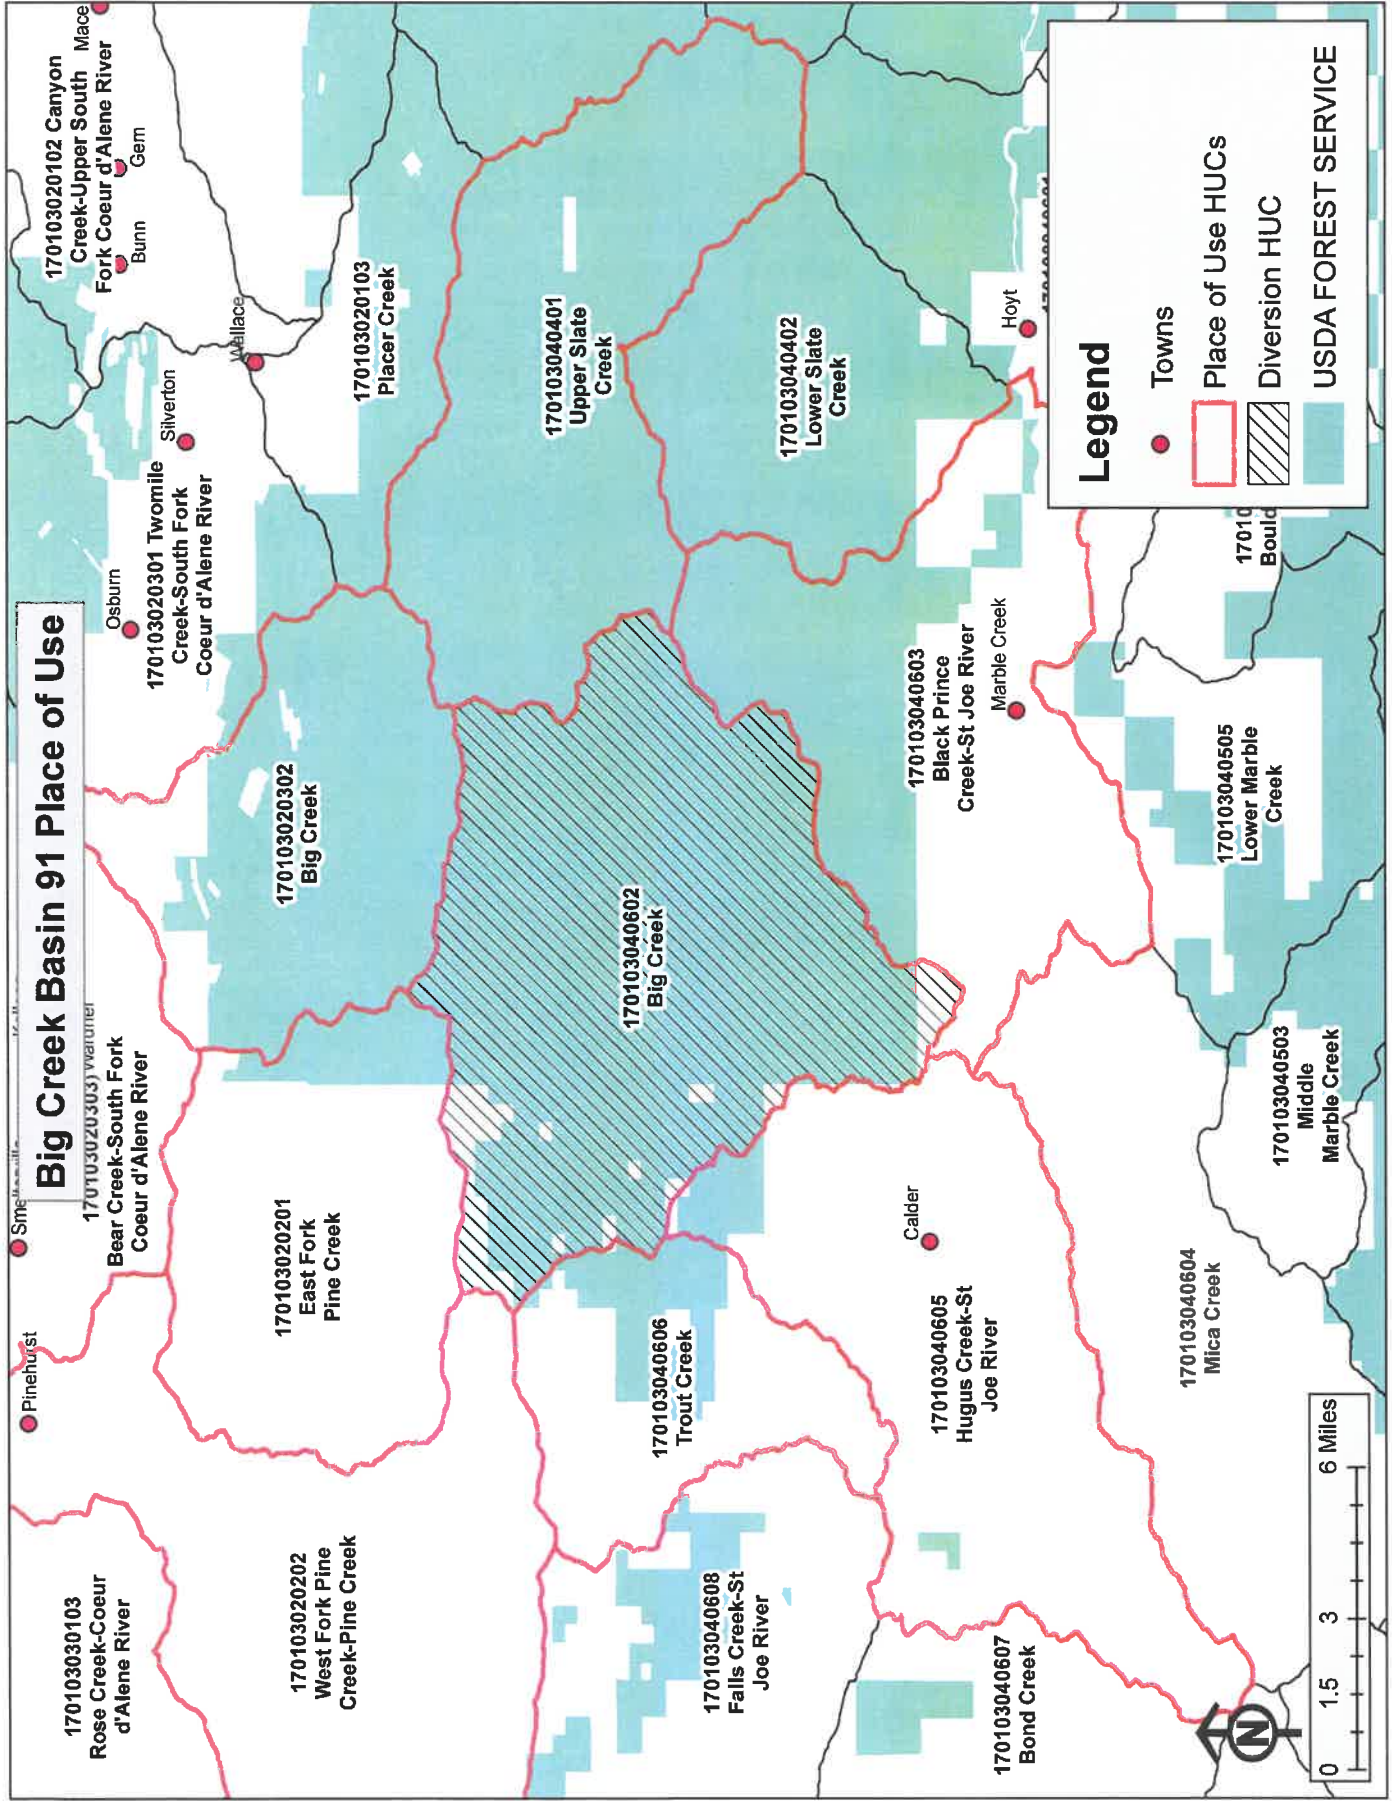 Big Creek Basin 91 Place of Use
Pinehurst
Mace
17010303103
Rose Creek-Coeur
d'Alene River
Bear Creek-South Fork
Coeur d'Alene River
Osburn
170103020301 Twomile
Creek-South Fork
Coeur d'Alene River
Silverton
Wallace
170103020102 Canyon
Creek-Upper South
Fork Coeur d'Alene River
Bunn
Gem
170103020202
West Fork Pine
Creek-Pine Creek
170103020201
East Fork
Pine Creek
170103020302
Big Creek
170103020103
Placer Creek
170103040401
Upper Slate
Creek
170103040602
Big Creek
170103040606
Trout Creek
170103040608
Falls Creek-St
Joe River
170103040402
Lower Slate
Creek
170103040603
Black Prince
Creek-St Joe River
Calder
Marble Creek
Hoyt
170103040605
Hugus Creek-St
Joe River
170103040607
Bond Creek
170103040604
Mica Creek
170103040505
Lower Marble
Creek
170103040503
Middle
Marble Creek
17010
Bould
N
0 1.5 3 6 Miles
Legend
Towns
Place of Use HUCs
Diversion HUC
USDA FOREST SERVICE